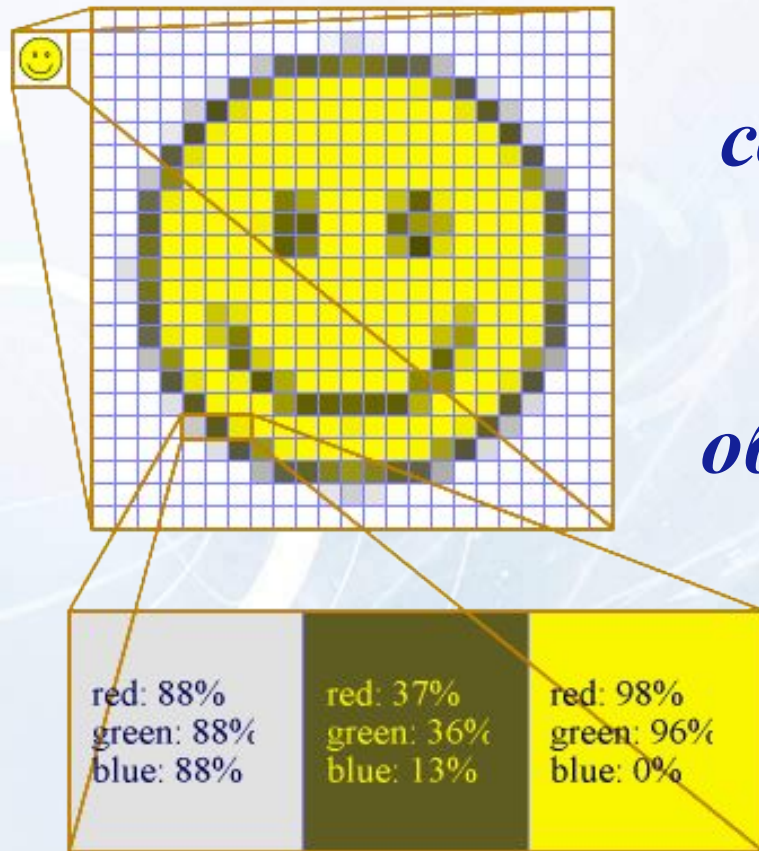 red: 88%
green: 88%
blue: 88%
red: 37%
green: 36%
blue: 13%
red: 98%
green: 96%
blue: 0%